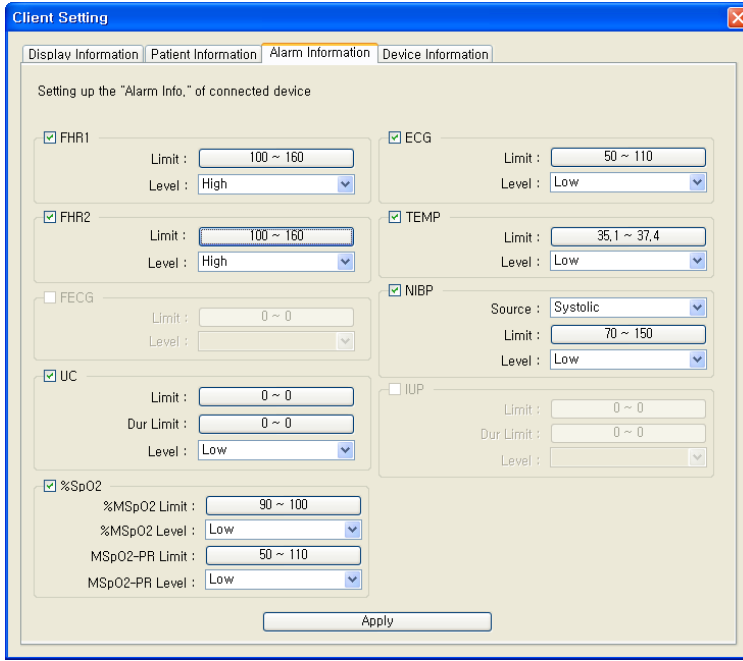 Client Setting
Display Information Patient Information Alarm Information Device Information
Setting up the "Alarm Info," of connected device
FHR1
Limit : 100 ~ 160
Level : High
FHR2
Limit : 100 ~ 160
Level : High
FECG
Limit : 0 ~ 0
Level :
UC
Limit : 0 ~ 0
Dur Limit : 0 ~ 0
Level : Low
%SpO2
%MSpO2 Limit : 90 ~ 100
%MSpO2 Level : Low
MSpO2-PR Limit : 50 ~ 110
MSpO2-PR Level : Low
ECG
Limit : 50 ~ 110
Level : Low
TEMP
Limit : 35,1 ~ 37,4
Level : Low
NIBP
Source : Systolic
Limit : 70 ~ 150
Level : Low
IUP
Limit : 0 ~ 0
Dur Limit : 0 ~ 0
Level :
Apply